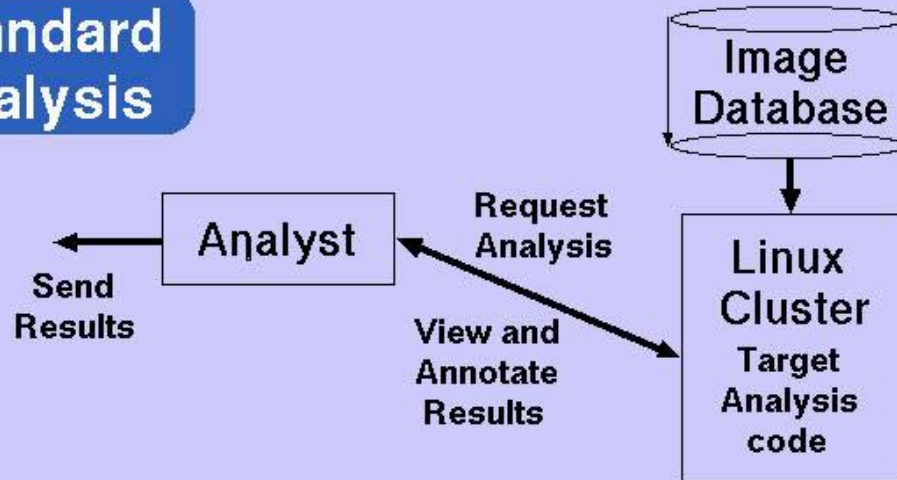 ndard
alysis
Image
Database
Analyst
Request
Analysis
Send
Results
View and
Annotate
Results
Linux
Cluster
Target
Analysis
code